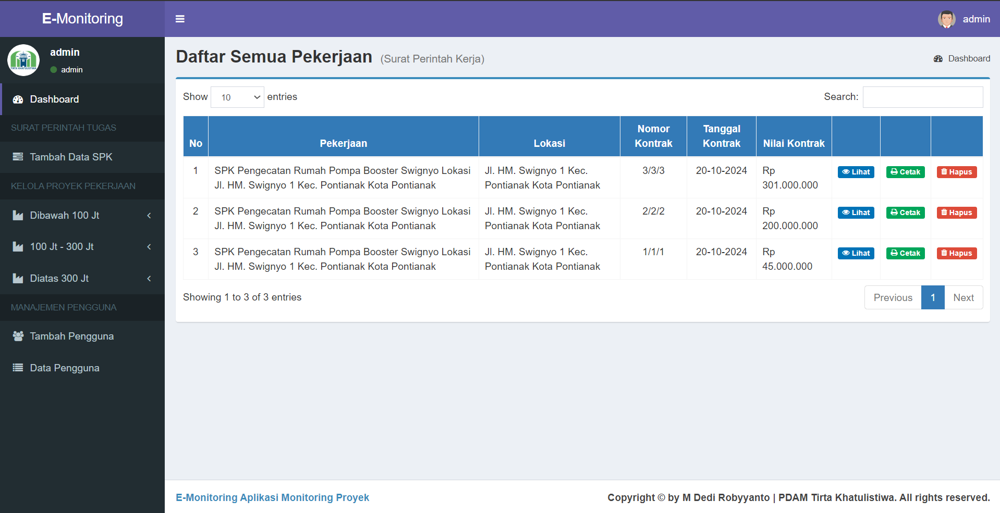 E-Monitoring
admin
TIRTA KHATULISTIWA
admin
admin
Dashboard
SURAT PERINTAH TUGAS
Tambah Data SPK
KELOLA PROYEK PEKERJAAN
Dibawah 100 Jt
100 Jt - 300 Jt
Diatas 300 Jt
MANAJEMEN PENGGUNA
Tambah Pengguna
Data Pengguna
Daftar Semua Pekerjaan (Surat Perintah Kerja)
Dashboard
Show 10 entries
Search:
No Pekerjaan Lokasi Nomor Kontrak Tanggal Kontrak Nilai Kontrak
1 SPK Pengecatan Rumah Pompa Booster Swignyo Lokasi Jl. HM. Swignyo 1 Kec. 3/3/3 20-10-2024 Rp Lihat Cetak Hapus
Jl. HM. Swignyo 1 Kec. Pontianak Kota Pontianak Pontianak Kota Pontianak 301.000.000
2 SPK Pengecatan Rumah Pompa Booster Swignyo Lokasi Jl. HM. Swignyo 1 Kec. 2/2/2 20-10-2024 Rp Lihat Cetak Hapus
Jl. HM. Swignyo 1 Kec. Pontianak Kota Pontianak Pontianak Kota Pontianak 200.000.000
3 SPK Pengecatan Rumah Pompa Booster Swignyo Lokasi Jl. HM. Swignyo 1 Kec. 1/1/1 20-10-2024 Rp Lihat Cetak Hapus
Jl. HM. Swignyo 1 Kec. Pontianak Kota Pontianak Pontianak Kota Pontianak 45.000.000
Showing 1 to 3 of 3 entries
Previous 1 Next
E-Monitoring Aplikasi Monitoring Proyek
Copyright © by M Dedi Robyyanto | PDAM Tirta Khatulistiwa. All rights reserved.